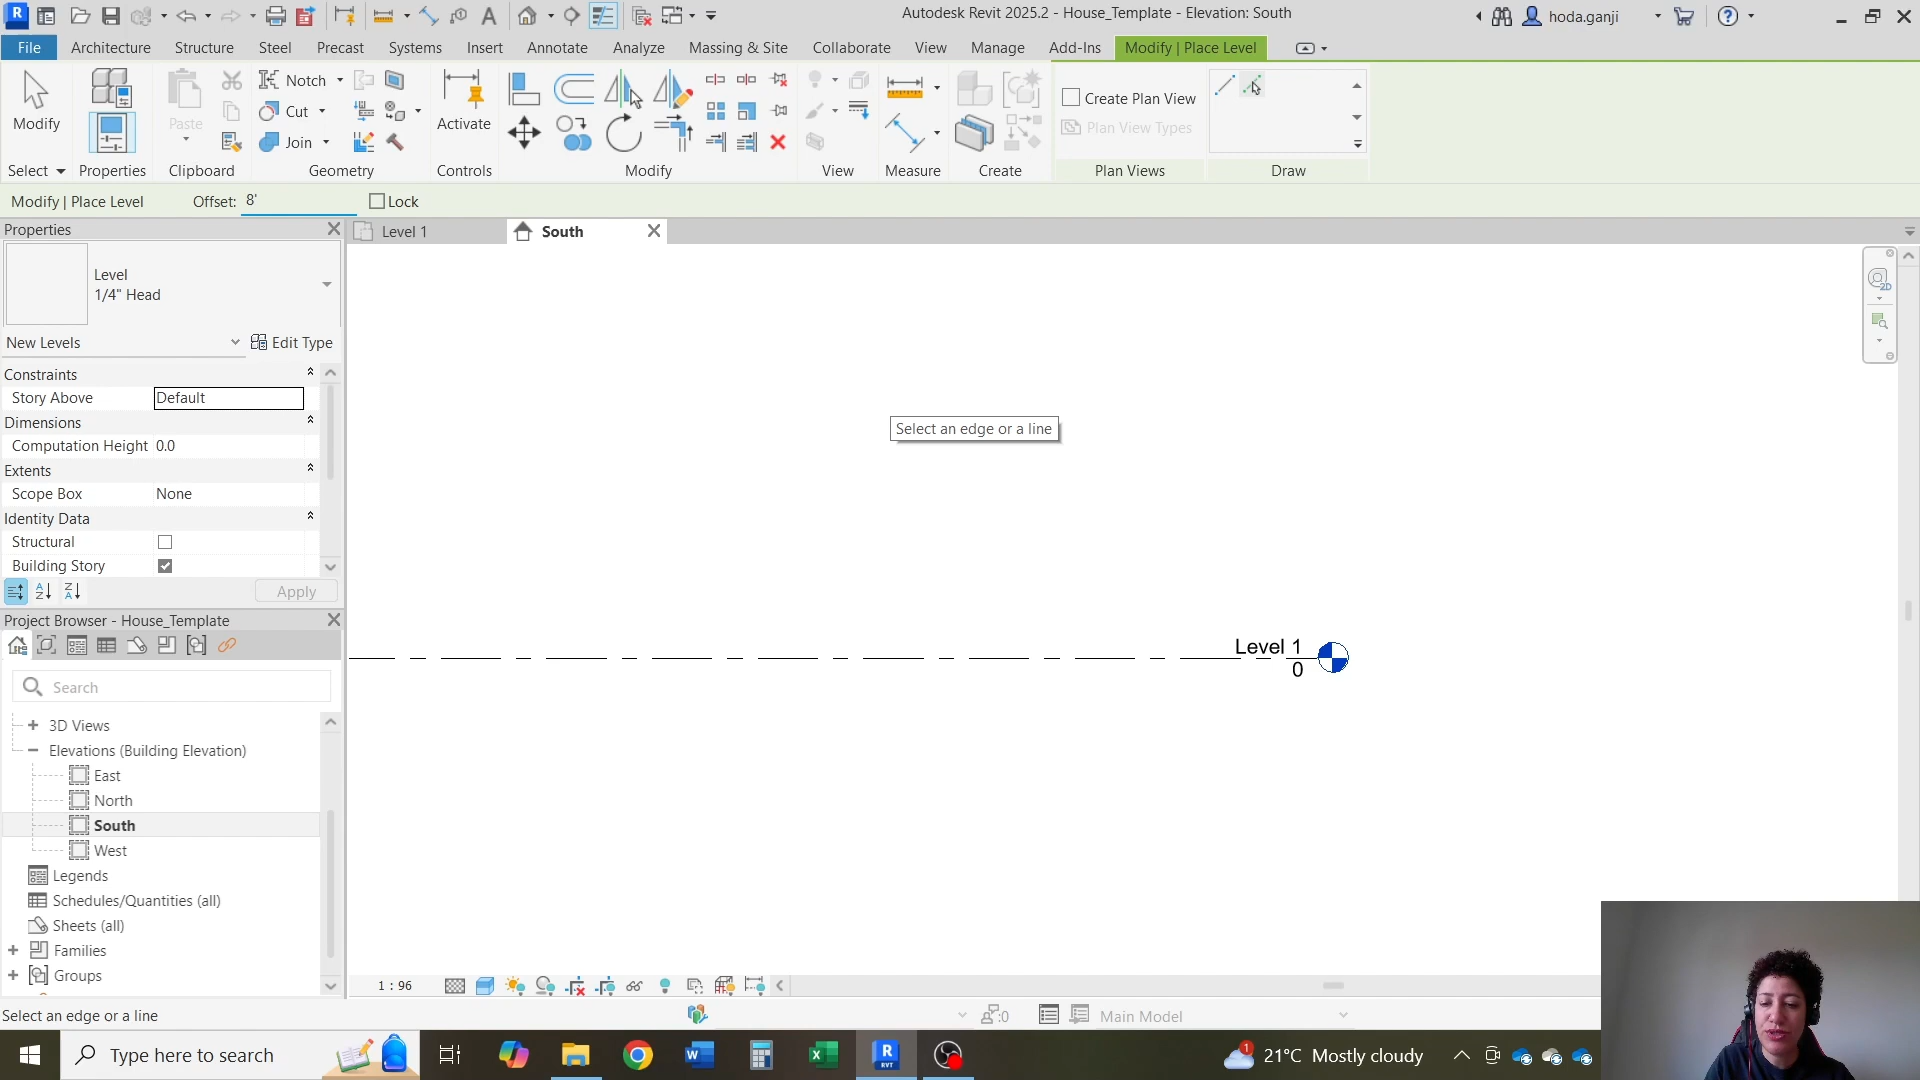 Autodesk Revit 2025.2 - House_Template - Elevation: South
hoda.ganji
File Architecture Structure Steel Precast Systems Insert Annotate Analyze Massing & Site Collaborate View Manage Add-Ins Modify | Place Level
Modify
Paste
Notch
Cut
Join
Activate
Create Plan View
Plan View Types
Select Properties Clipboard Geometry Controls Modify View Measure Create Plan Views Draw
Modify | Place Level Offset: 8' Lock
Properties
Level 1
South
Level
1/4" Head
New Levels Edit Type
Constraints
Story Above Default
Dimensions
Computation Height 0.0
Extents
Scope Box None
Identity Data
Structural
Building Story
Apply
Select an edge or a line
Level 1
0
Project Browser - House_Template
Search
3D Views
Elevations (Building Elevation)
East
North
South
West
Legends
Schedules/Quantities (all)
Sheets (all)
Families
Groups
1 : 96
Select an edge or a line
:0
Main Model
Type here to search
1
21°C Mostly cloudy